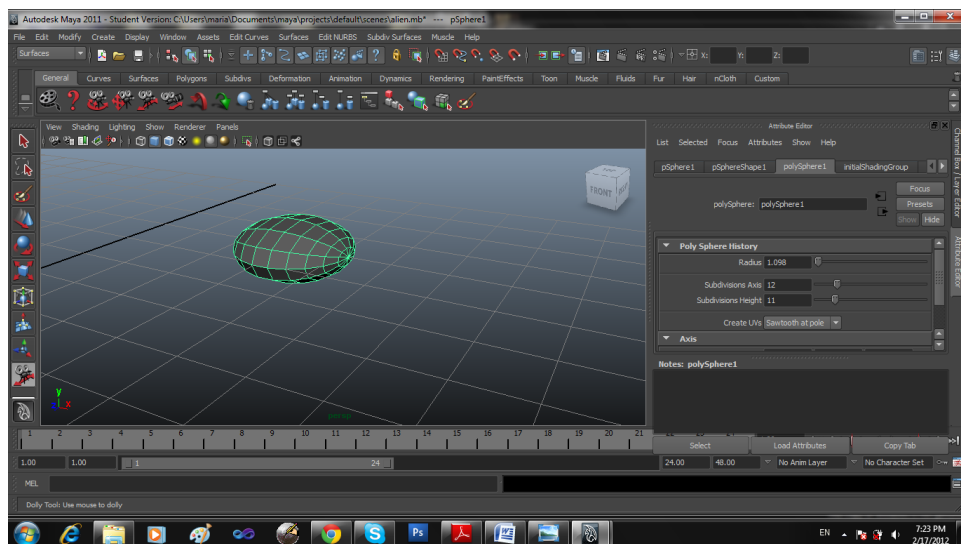 Autodesk Maya 2011 - Student Version: C:\Users\maria\Documents\maya\projects\default\scenes\alien.mb* --- pSphere1
File Edit Modify Create Display Window Assets Edit Curves Surfaces Edit NURBS Subdiv Surfaces Muscle Help
Surfaces X: Y: Z:
General Curves Surfaces Polygons Subdivs Deformation Animation Dynamics Rendering PaintEffects Toon Muscle Fluids Fur Hair nCloth Custom
View Shading Lighting Show Renderer Panels
Attribute Editor
List Selected Focus Attributes Show Help
pSphere1 pSphereShape1 polySphere1 initialShadingGroup
Channel Box / Layer Editor
Attribute Editor
FRONT
polySphere: polySphere1
Focus
Presets
Show Hide
Poly Sphere History
Radius 1.098
Subdivisions Axis 12
Subdivisions Height 11
Create UVs Sawtooth at pole
Axis
Notes: polySphere1
y
x
persp
1 2 3 4 5 6 7 8 9 10 11 12 13 14 15 16 17 18 19 20 21
Select Load Attributes Copy Tab
1.00 1.00 1 24 24.00 48.00 No Anim Layer No Character Set
MEL
Dolly Tool: Use mouse to dolly
Ps W EN 7:23 PM
2/17/2012